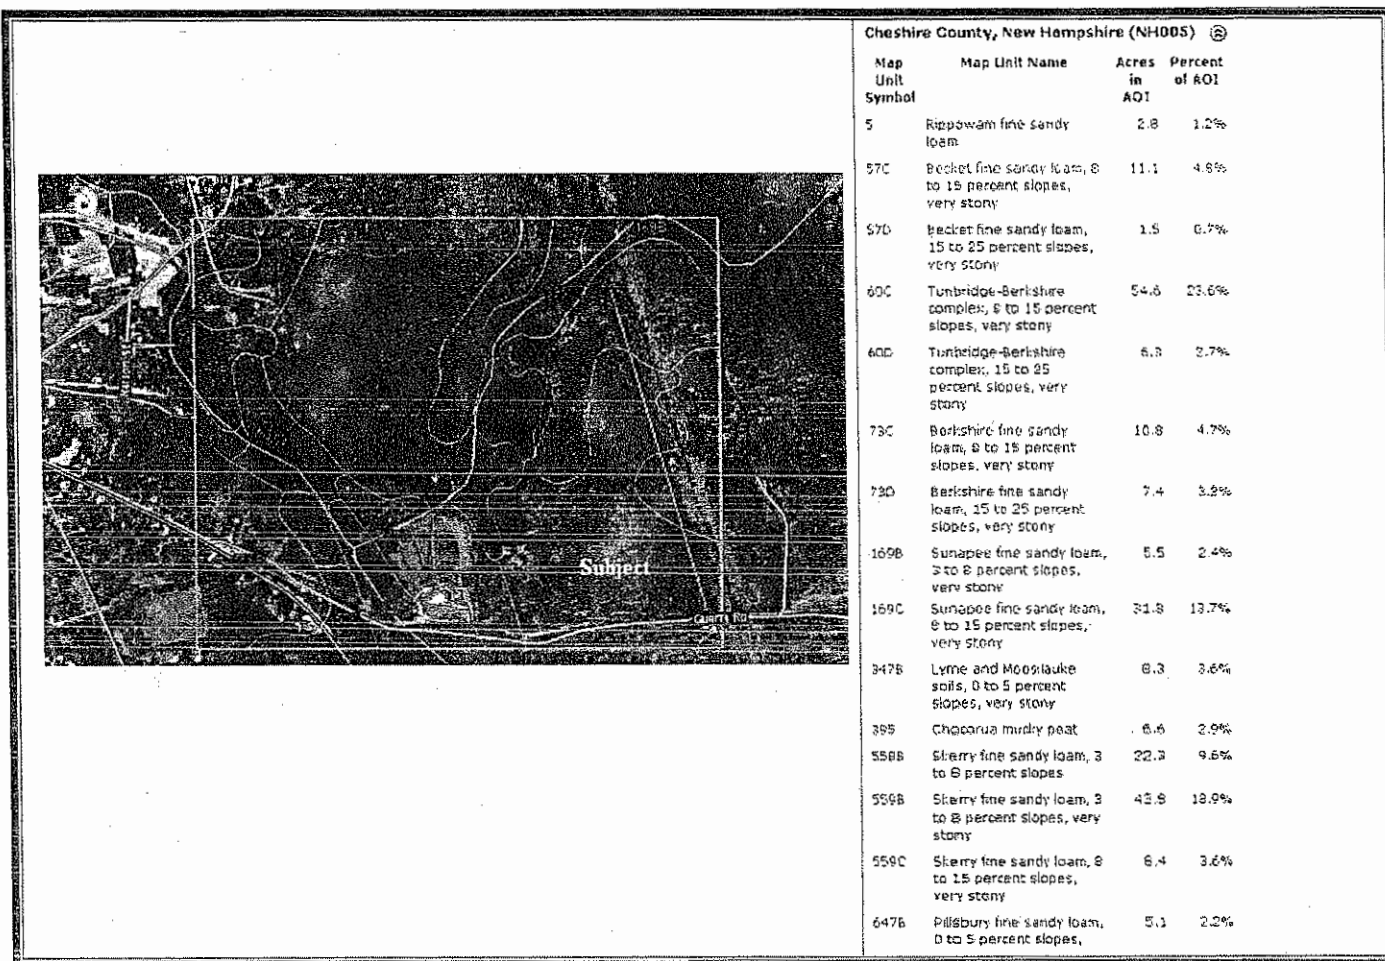 Cheshire County, New Hampshire (NH005)
Map Unit Symbol Map Unit Name Acres in AOI Percent of AOI
5 Rippowam fine sandy loam 2.8 1.2%
57C Becket fine sandy loam, 8 to 15 percent slopes, very stony 11.1 4.8%
57D Becket fine sandy loam, 15 to 25 percent slopes, very stony 1.5 0.7%
60C Tunbridge-Berkshire complex, 8 to 15 percent slopes, very stony 54.6 23.6%
60D Tunbridge-Berkshire complex, 15 to 25 percent slopes, very stony 6.3 2.7%
73C Berkshire fine sandy loam, 8 to 15 percent slopes, very stony 10.8 4.7%
73D Berkshire fine sandy loam, 15 to 25 percent slopes, very stony 7.4 3.2%
169B Sunapee fine sandy loam, 3 to 8 percent slopes, very stony 5.5 2.4%
169C Sunapee fine sandy loam, 8 to 15 percent slopes, very stony 31.8 13.7%
347B Lyme and Moosilauke soils, 0 to 5 percent slopes, very stony 8.3 3.6%
395 Chocorua mucky peat 6.6 2.9%
558B Skerry fine sandy loam, 3 to 8 percent slopes 22.3 9.6%
559B Skerry fine sandy loam, 3 to 8 percent slopes, very stony 43.8 18.9%
559C Skerry fine sandy loam, 8 to 15 percent slopes, very stony 8.4 3.6%
647B Pillsbury fine sandy loam, 0 to 5 percent slopes, 5.1 2.2%
Subject
Quarry Rd